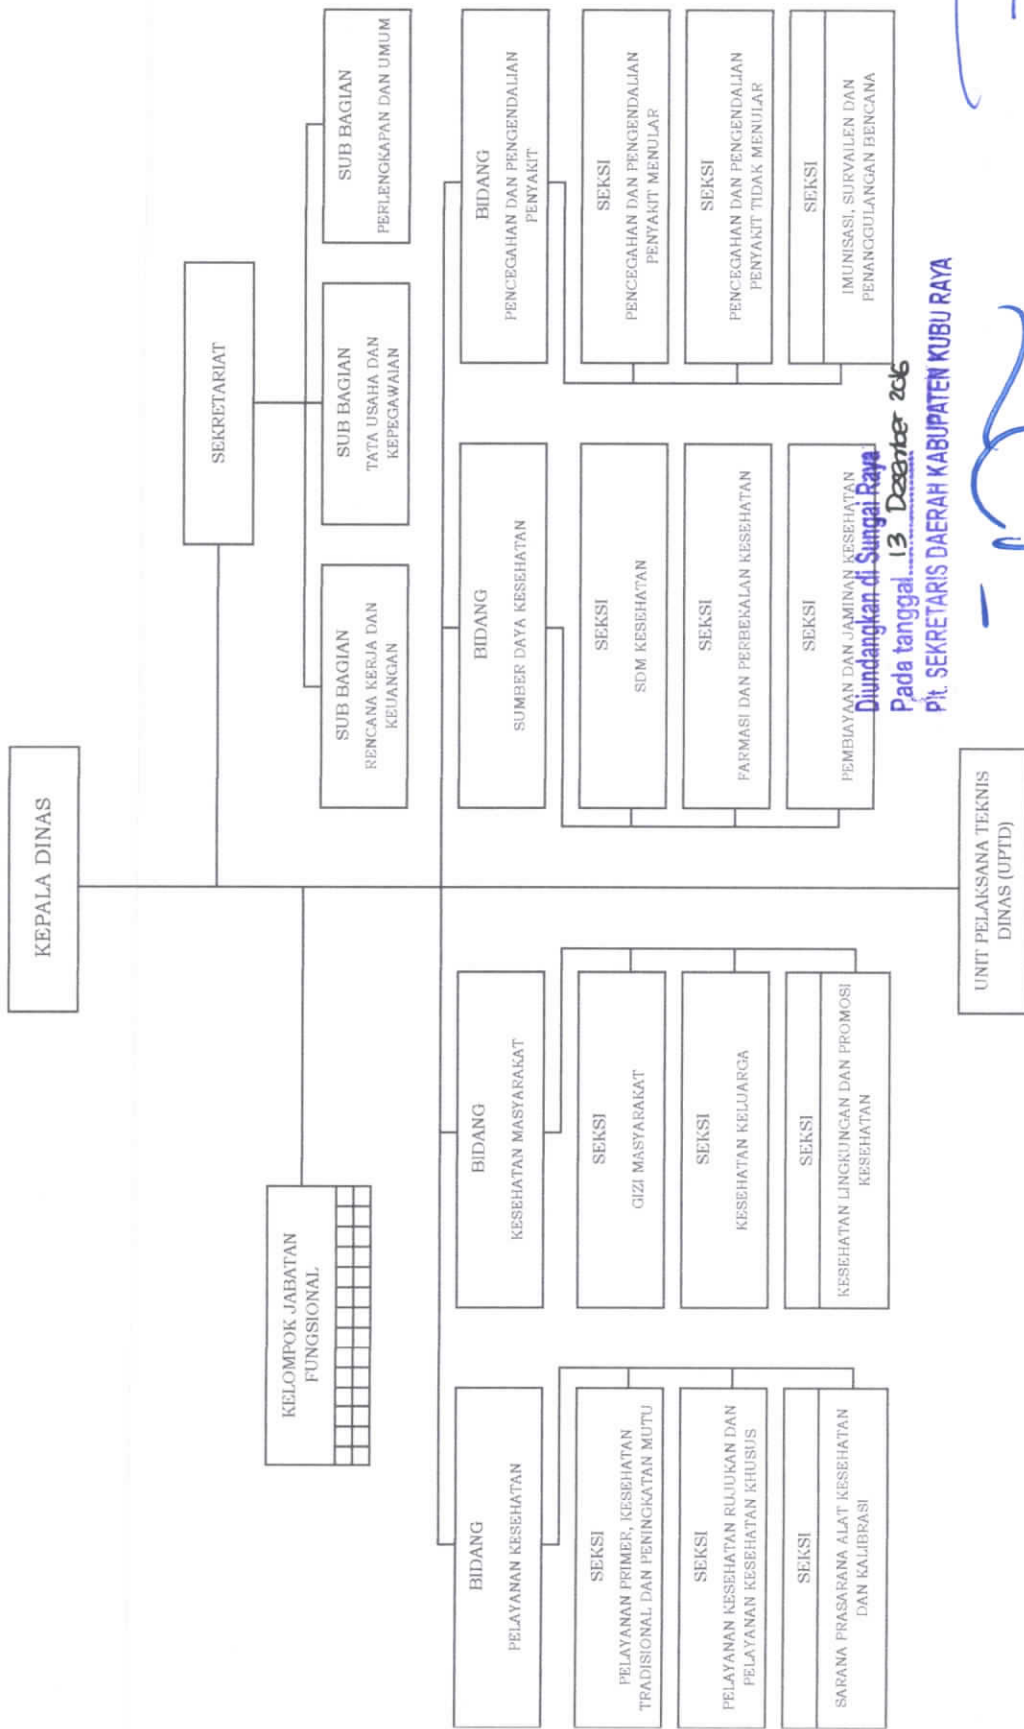 KEPALA DINAS
SEKRETARIAT
KELOMPOK JABATAN
FUNGSIONAL
SUB BAGIAN
RENCANA KERJA DAN
KEUANGAN
SUB BAGIAN
TATA USAHA DAN
KEPEGAWAIAN
SUB BAGIAN
PERLENGKAPAN DAN UMUM
BIDANG
PELAYANAN KESEHATAN
SEKSI
PELAYANAN PRIMER, KESEHATAN
TRADISIONAL DAN PENINGKATAN MUTU
SEKSI
PELAYANAN KESEHATAN RUJUKAN DAN
PELAYANAN KESEHATAN KHUSUS
SEKSI
SARANA PRASARANA ALAT KESEHATAN
DAN KALIBRASI
BIDANG
KESEHATAN MASYARAKAT
SEKSI
GIZI MASYARAKAT
SEKSI
KESEHATAN KELUARGA
SEKSI
KESEHATAN LINGKUNGAN DAN PROMOSI
KESEHATAN
BIDANG
SUMBER DAYA KESEHATAN
SEKSI
SDM KESEHATAN
SEKSI
FARMASI DAN PERBEKALAN KESEHATAN
SEKSI
PEMBIAYAAN DAN JAMINAN KESEHATAN
BIDANG
PENCEGAHAN DAN PENGENDALIAN
PENYAKIT
SEKSI
PENCEGAHAN DAN PENGENDALIAN
PENYAKIT MENULAR
SEKSI
PENCEGAHAN DAN PENGENDALIAN
PENYAKIT TIDAK MENULAR
SEKSI
IMUNISASI, SURVAILEN DAN
PENANGGULANGAN BENCANA
UNIT PELAKSANA TEKNIS
DINAS (UPTD)
Diundangkan di Sungai Raya
Pada tanggal 13 Desember 2016
Plt. SEKRETARIS DAERAH KABUPATEN KUBU RAYA